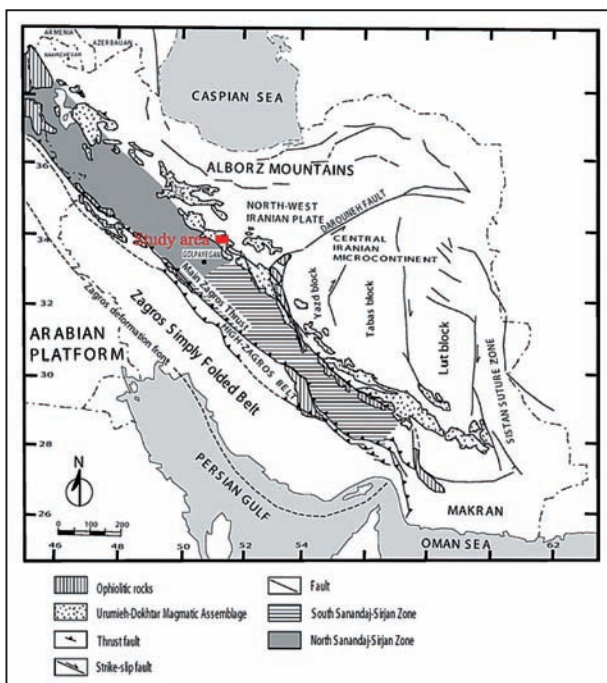 ARMENIA
AZERBAIJAN
CASPIAN SEA
ALBORZ MOUNTAINS
36
NORTH-WEST
IRANIAN PLATE
DAROUNEH FAULT
34
Study area
CENTRAL
IRANIAN
MICROCONTINENT
GOLPAYEGAN
Main Zagros Thrust
Yazd block
Tabas block
32
HIGH-ZAGROS BELT
Zagros Simply Folded Belt
Zagros deformation front
Lut block
SISTAN SUTURE ZONE
ARABIAN
PLATFORM
30
28
N
PERSIAN GULF
26
MAKRAN
0 50 100 200
46 48 50 52 54 56 62
OMAN SEA
Ophiolitic rocks
Urumieh-Dokhtar Magmatic Assemblage
Thrust fault
Strike-slip fault
Fault
South Sanandaj-Sirjan Zone
North Sanandaj-Sirjan Zone